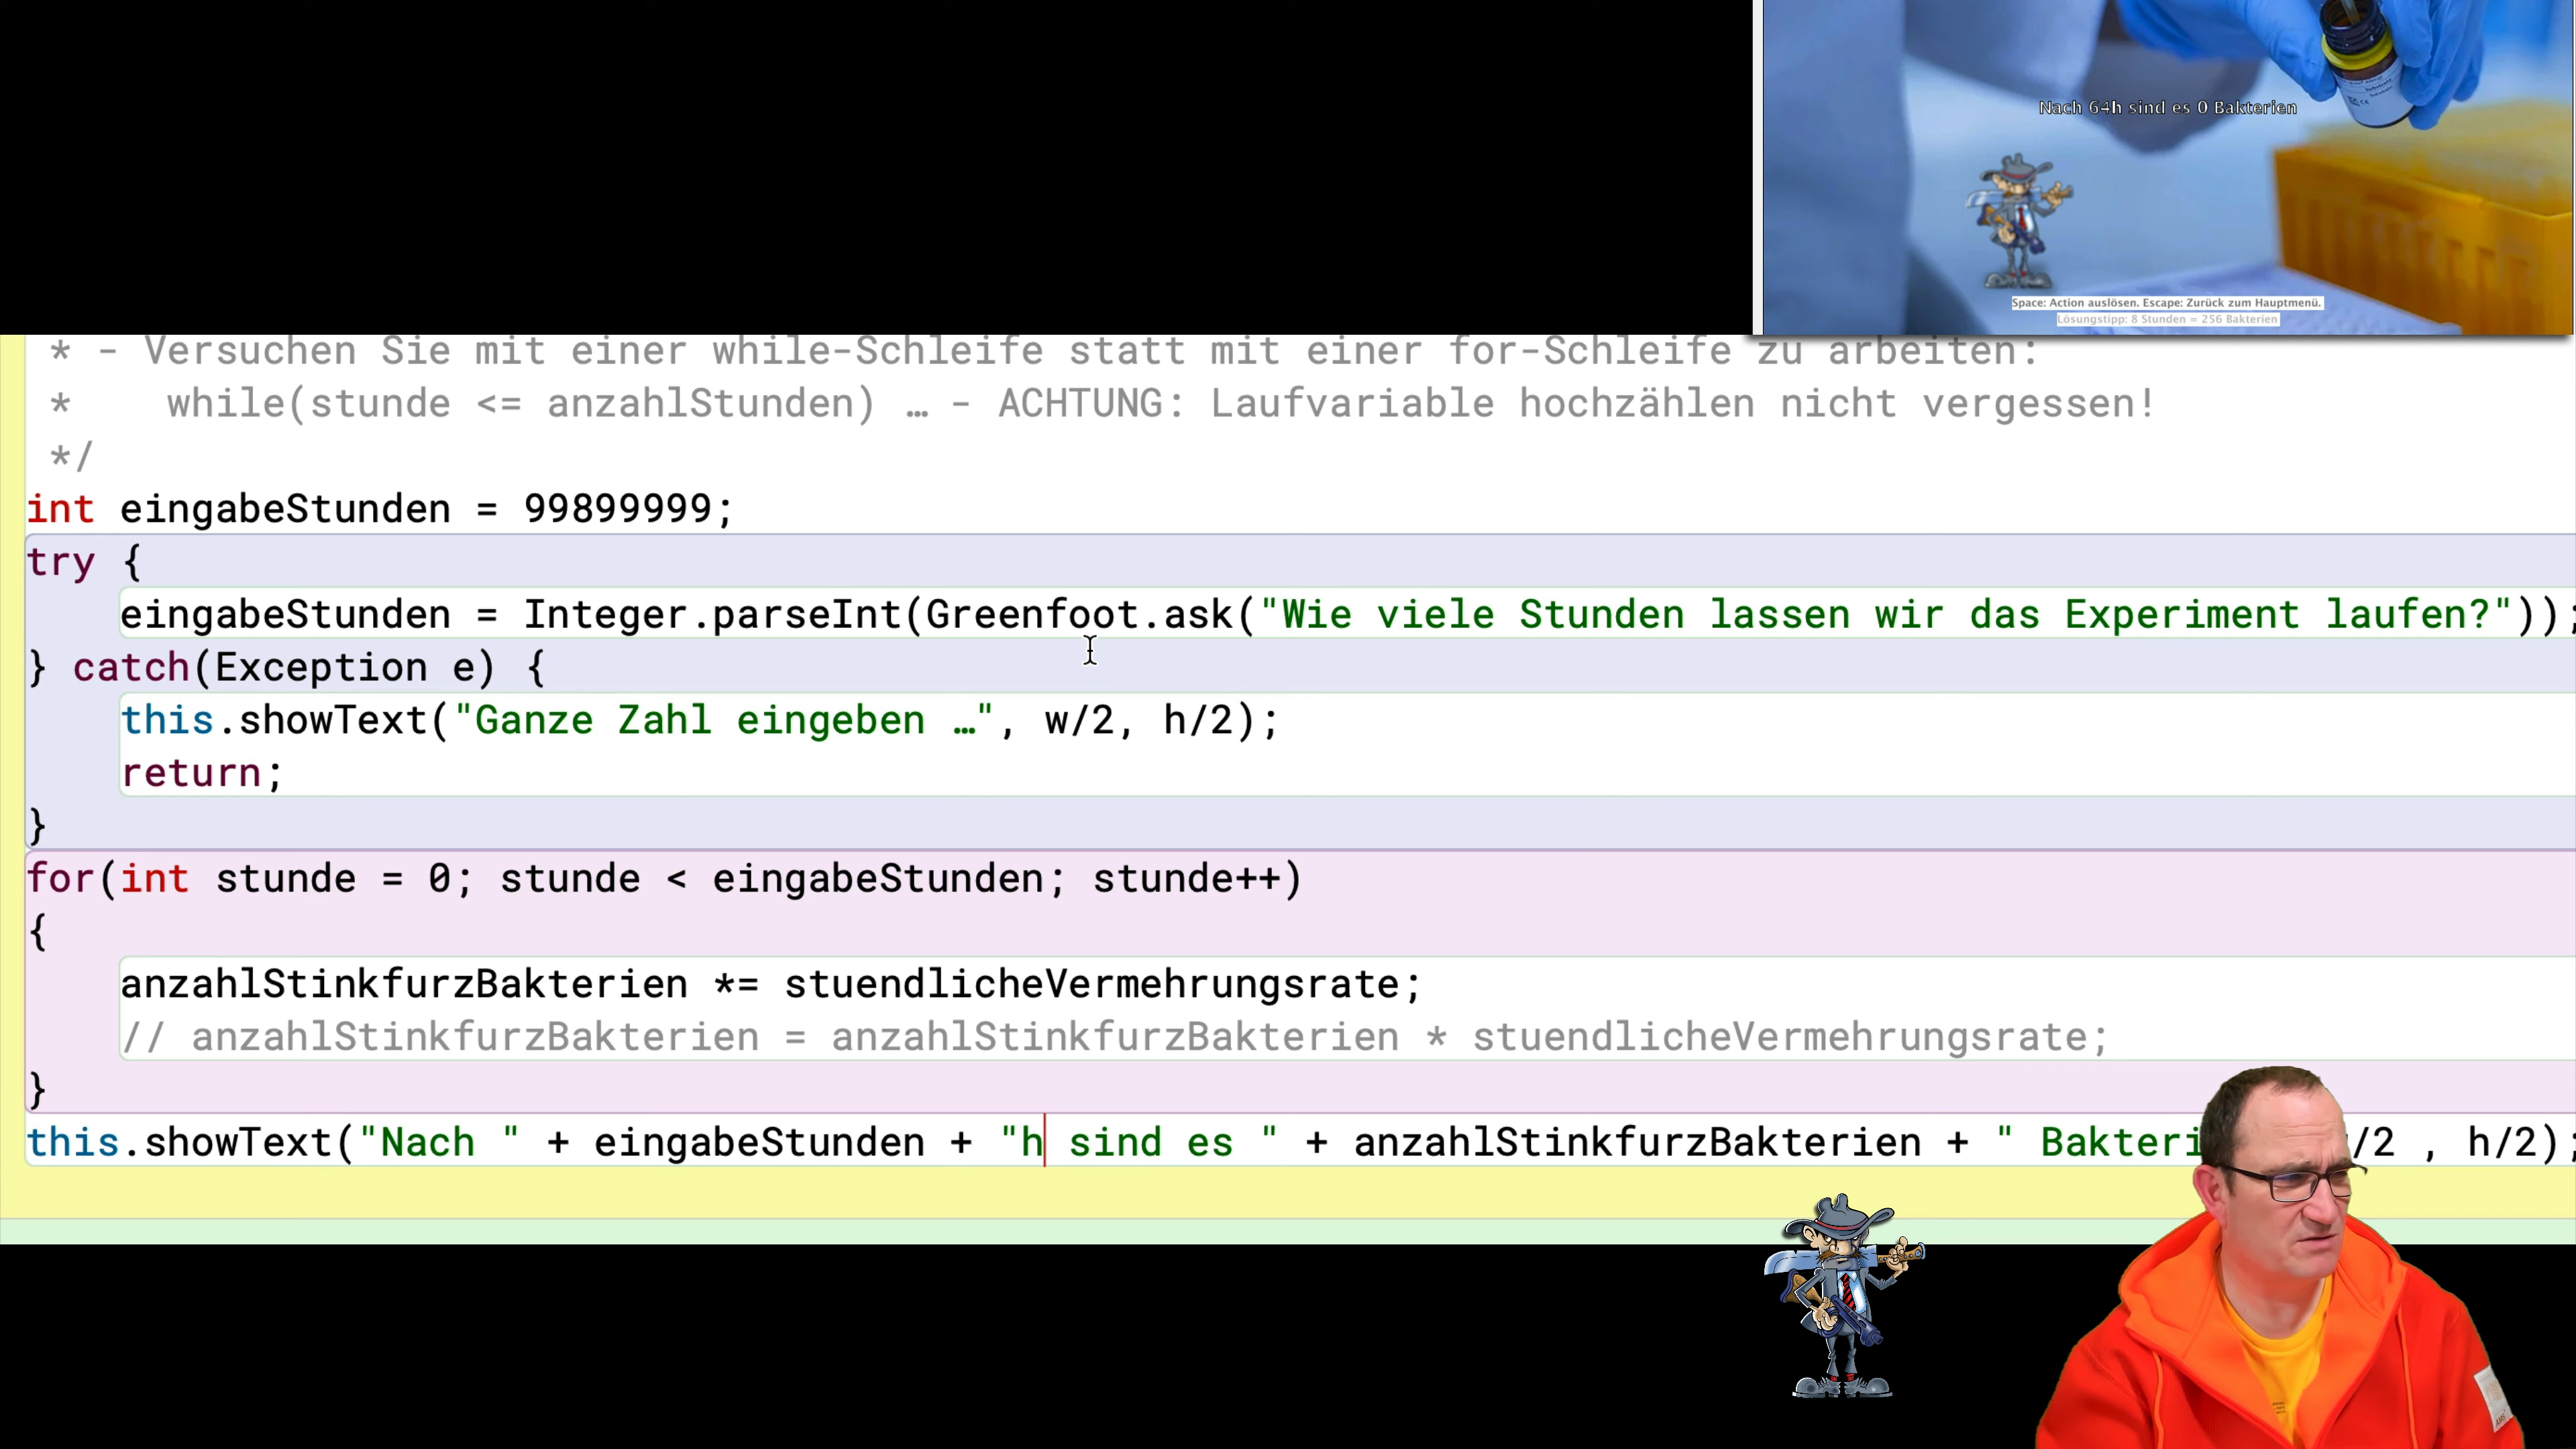 Nach 64h sind es 0 Bakterien
Space: Action auslösen. Escape: Zurück zum Hauptmenü.
Lösungstipp: 8 Stunden = 256 Bakterien
* - Versuchen Sie mit einer while-Schleife statt mit einer for-Schleife zu arbeiten:
*    while(stunde <= anzahlStunden) … - ACHTUNG: Laufvariable hochzählen nicht vergessen!
*/
int eingabeStunden = 99899999;
try {
eingabeStunden = Integer.parseInt(Greenfoot.ask("Wie viele Stunden lassen wir das Experiment laufen?"));
} catch(Exception e) {
this.showText("Ganze Zahl eingeben …", w/2, h/2);
return;
}
for(int stunde = 0; stunde < eingabeStunden; stunde++)
{
anzahlStinkfurzBakterien *= stuendlicheVermehrungsrate;
// anzahlStinkfurzBakterien = anzahlStinkfurzBakterien * stuendlicheVermehrungsrate;
}
this.showText("Nach " + eingabeStunden + "h sind es " + anzahlStinkfurzBakterien + " Bakteri /2 , h/2);